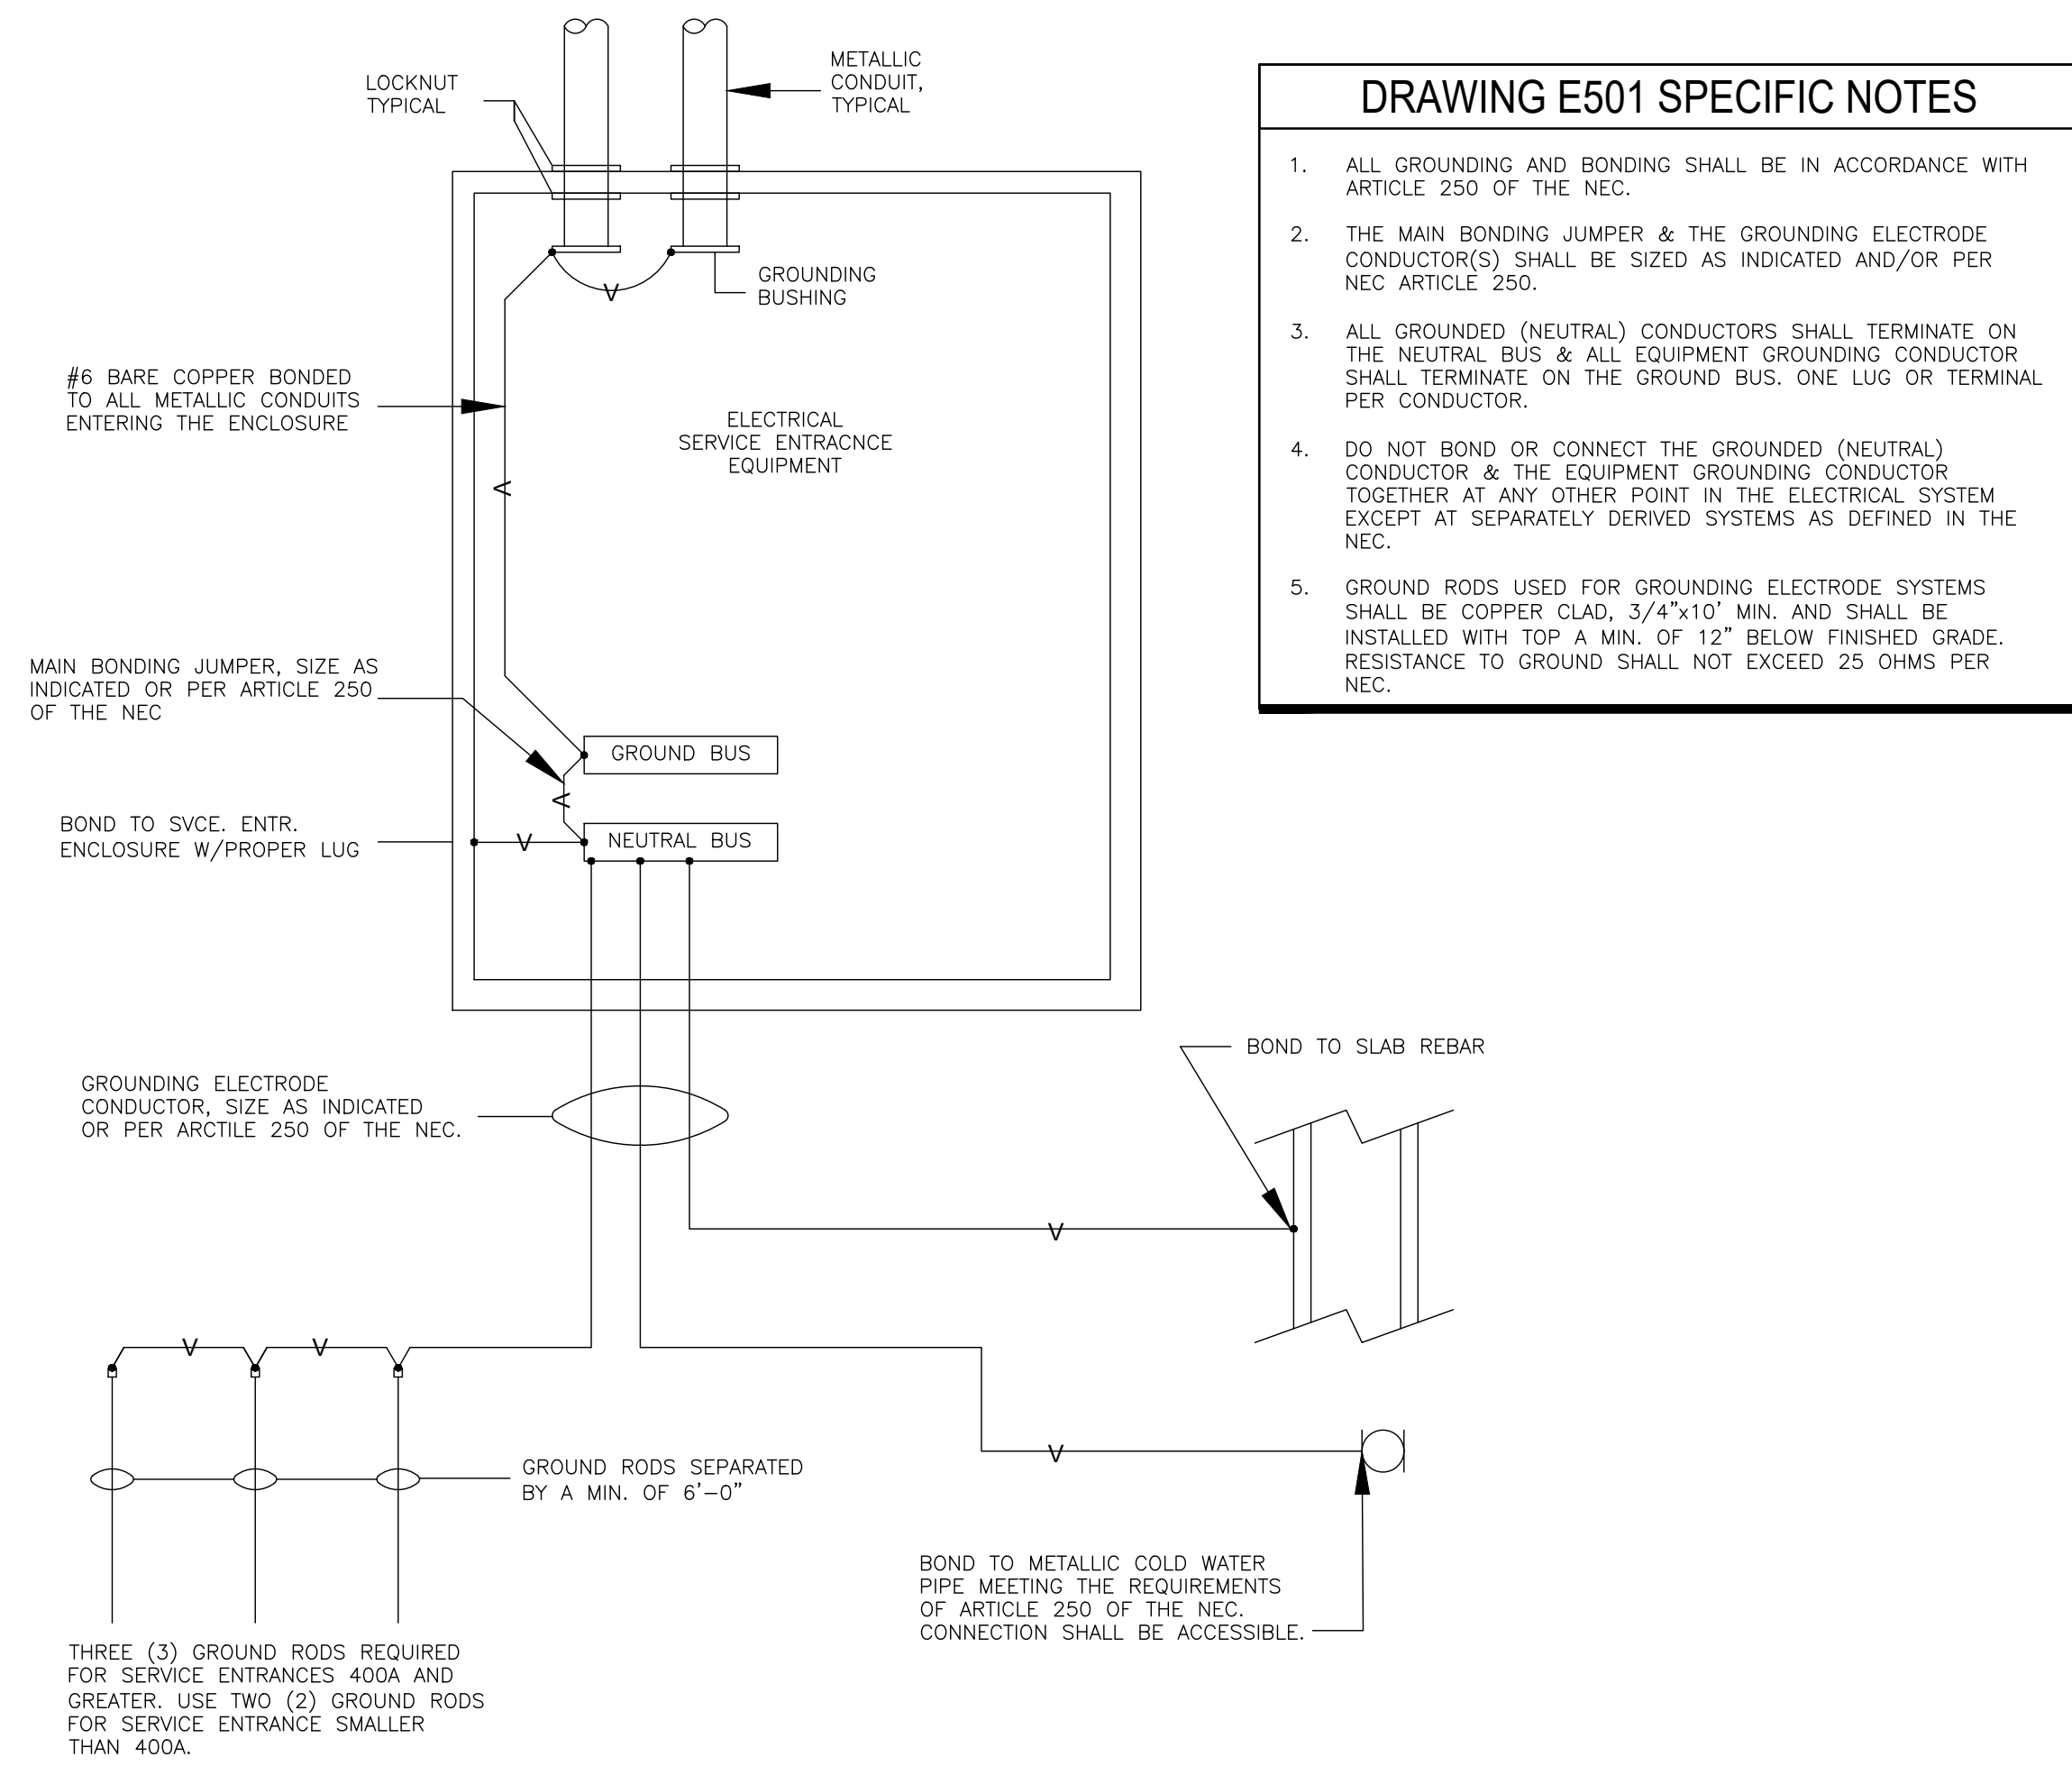 LOCKNUT
TYPICAL
METALLIC
CONDUIT,
TYPICAL
GROUNDING
BUSHING
#6 BARE COPPER BONDED
TO ALL METALLIC CONDUITS
ENTERING THE ENCLOSURE
ELECTRICAL
SERVICE ENTRACNCE
EQUIPMENT
MAIN BONDING JUMPER, SIZE AS
INDICATED OR PER ARTICLE 250
OF THE NEC
GROUND BUS
BOND TO SVCE. ENTR.
ENCLOSURE W/PROPER LUG
NEUTRAL BUS
GROUNDING ELECTRODE
CONDUCTOR, SIZE AS INDICATED
OR PER ARCTILE 250 OF THE NEC.
BOND TO SLAB REBAR
GROUND RODS SEPARATED
BY A MIN. OF 6'-0"
BOND TO METALLIC COLD WATER
PIPE MEETING THE REQUIREMENTS
OF ARTICLE 250 OF THE NEC.
CONNECTION SHALL BE ACCESSIBLE.
THREE (3) GROUND RODS REQUIRED
FOR SERVICE ENTRANCES 400A AND
GREATER. USE TWO (2) GROUND RODS
FOR SERVICE ENTRANCE SMALLER
THAN 400A.
DRAWING E501 SPECIFIC NOTES
1. ALL GROUNDING AND BONDING SHALL BE IN ACCORDANCE WITH
ARTICLE 250 OF THE NEC.
2. THE MAIN BONDING JUMPER & THE GROUNDING ELECTRODE
CONDUCTOR(S) SHALL BE SIZED AS INDICATED AND/OR PER
NEC ARTICLE 250.
3. ALL GROUNDED (NEUTRAL) CONDUCTORS SHALL TERMINATE ON
THE NEUTRAL BUS & ALL EQUIPMENT GROUNDING CONDUCTOR
SHALL TERMINATE ON THE GROUND BUS. ONE LUG OR TERMINAL
PER CONDUCTOR.
4. DO NOT BOND OR CONNECT THE GROUNDED (NEUTRAL)
CONDUCTOR & THE EQUIPMENT GROUNDING CONDUCTOR
TOGETHER AT ANY OTHER POINT IN THE ELECTRICAL SYSTEM
EXCEPT AT SEPARATELY DERIVED SYSTEMS AS DEFINED IN THE
NEC.
5. GROUND RODS USED FOR GROUNDING ELECTRODE SYSTEMS
SHALL BE COPPER CLAD, 3/4"x10' MIN. AND SHALL BE
INSTALLED WITH TOP A MIN. OF 12" BELOW FINISHED GRADE.
RESISTANCE TO GROUND SHALL NOT EXCEED 25 OHMS PER
NEC.